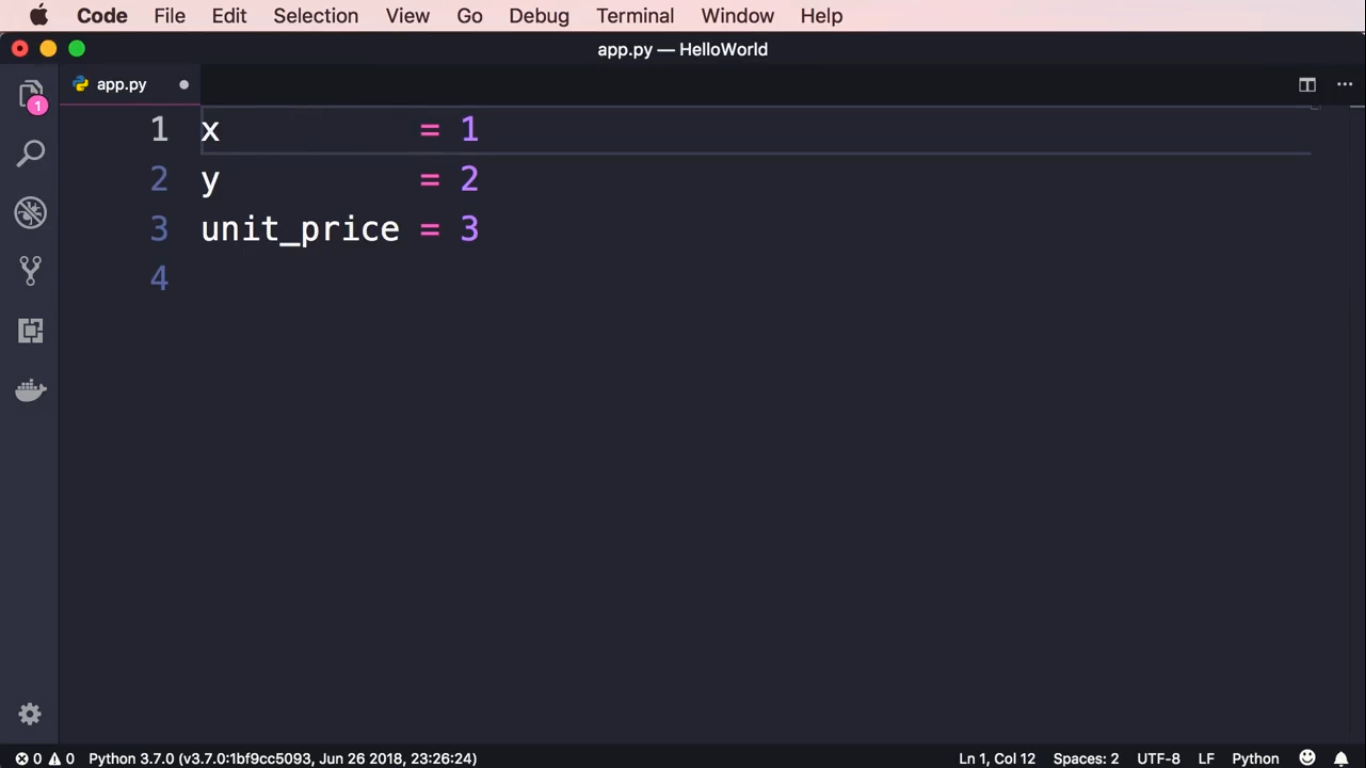 Code File Edit Selection View Go Debug Terminal Window Help
app.py — HelloWorld
app.py
1
1 x           = 1
2 y           = 2
3 unit_price = 3
4
0 0 Python 3.7.0 (v3.7.0:1bf9cc5093, Jun 26 2018, 23:26:24) Ln 1, Col 12 Spaces: 2 UTF-8 LF Python